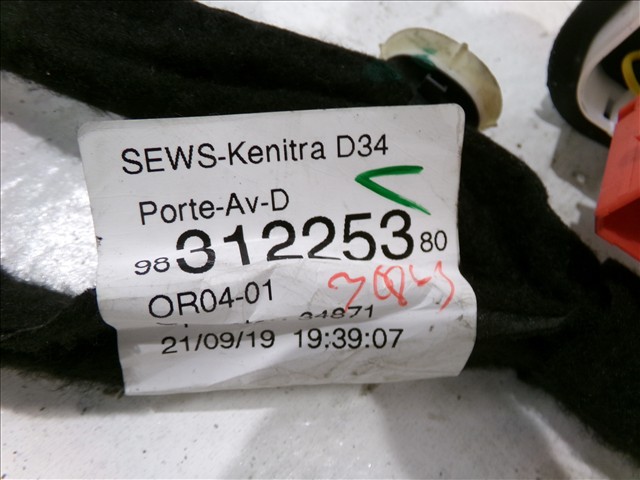 SEWS-Kenitra D34
Porte-Av-D
98 312253 80
OR04-01
21/09/19 19:39:07